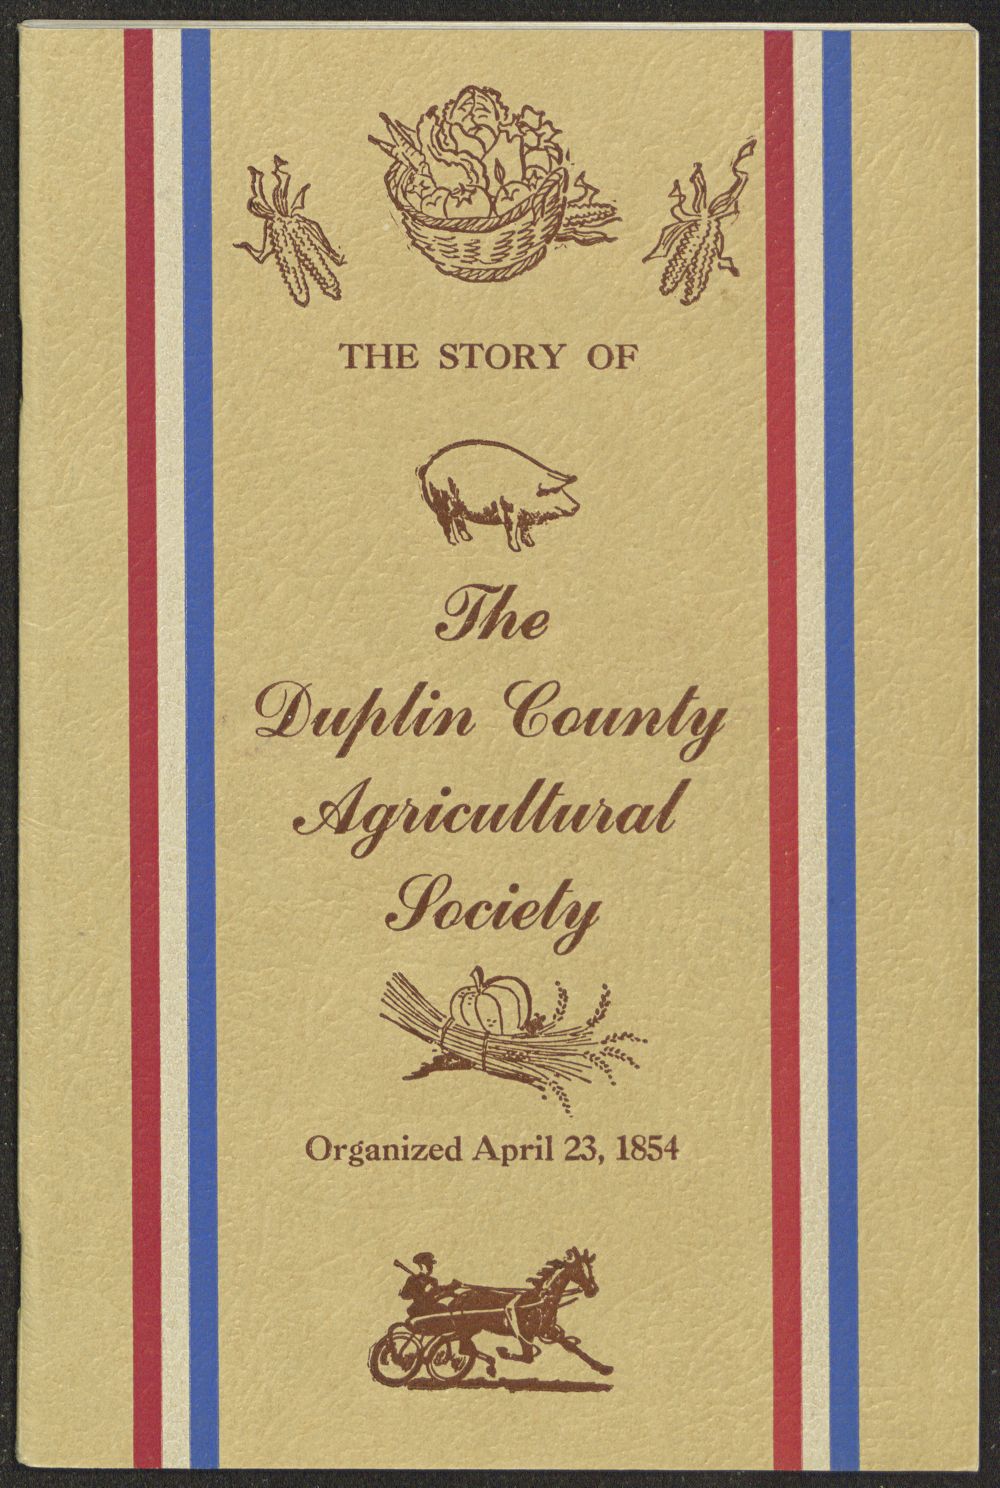 THE STORY OF
The
Duplin County
Agricultural
Society
Organized April 23, 1854